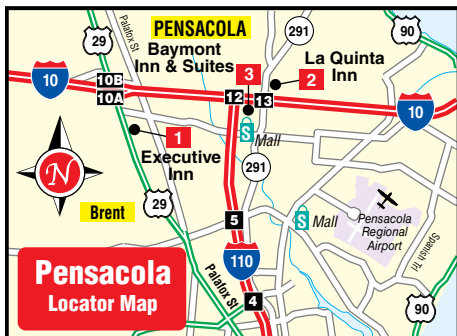 Palafox St
29
PENSACOLA
291
90
Baymont
Inn & Suites
La Quinta
Inn
3
2
10
10B
10A
12
13
10
1
S
Mall
Executive
Inn
291
N
29
Brent
5
S
Mall
Pensacola
Regional
Airport
Spanish Trl
Pensacola
Locator Map
110
Palafox St
4
90